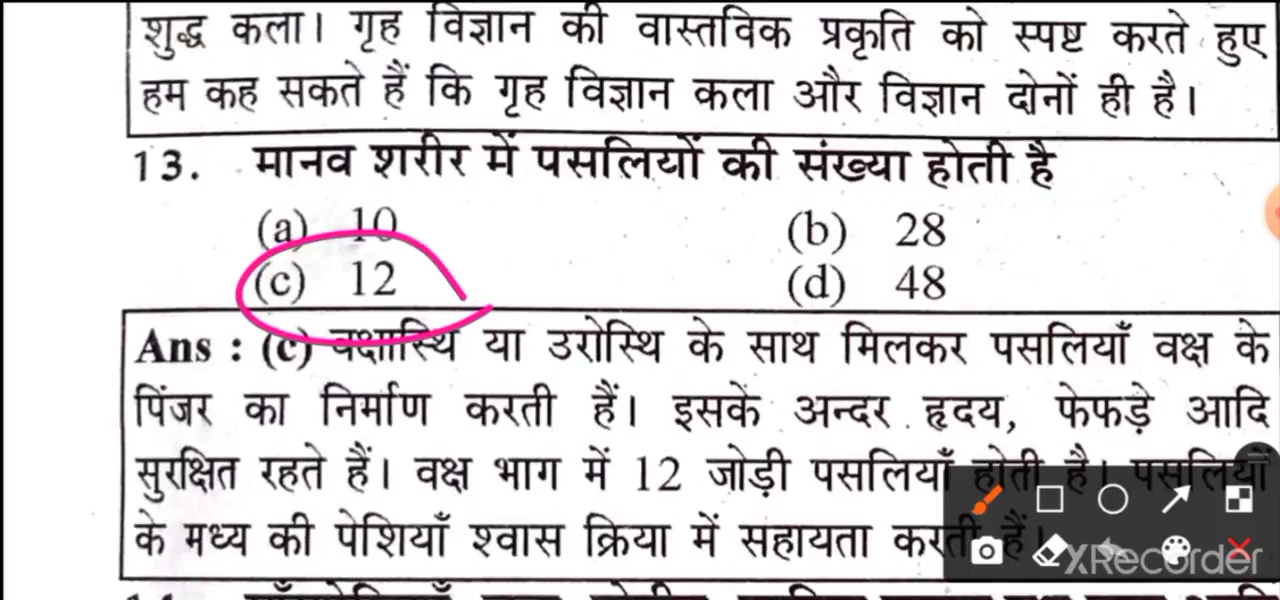 शुद्ध कला। गृह विज्ञान की वास्तविक प्रकृति को स्पष्ट करते हुए
हम कह सकते हैं कि गृह विज्ञान कला और विज्ञान दोनों ही है।
13. मानव शरीर में पसलियों की संख्या होती है
(a) 10 (b) 28
(c) 12 (d) 48
Ans : (c) वक्षास्थि या उरोस्थि के साथ मिलकर पसलियाँ वक्ष के
पिंजर का निर्माण करती हैं। इसके अन्दर हृदय, फेफड़े आदि
सुरक्षित रहते हैं। वक्ष भाग में 12 जोड़ी पसलियाँ होती है। पसलियों
के मध्य की पेशियाँ श्वास क्रिया में सहायता करती हैं।
XRecorder